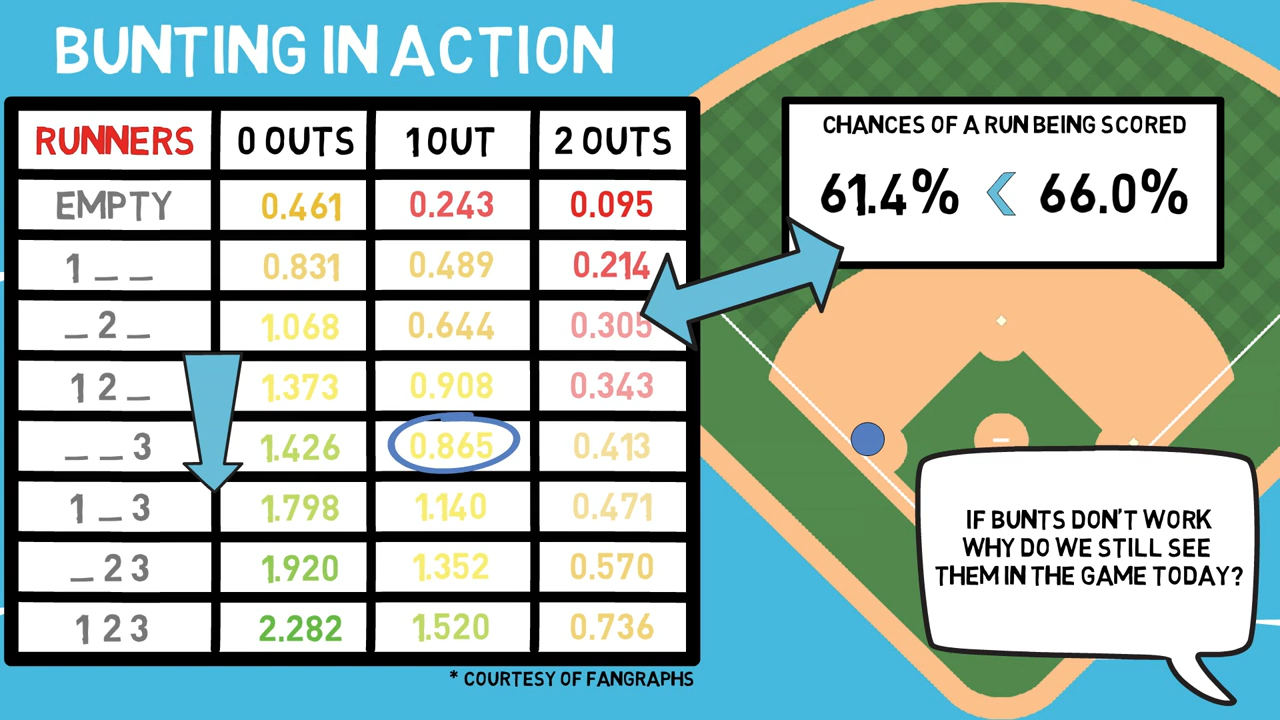 BUNTING IN ACTION
RUNNERS 0 OUTS 1 OUT 2 OUTS
EMPTY 0.461 0.243 0.095
1 _ _ 0.831 0.489 0.214
_ 2 _ 1.068 0.644 0.305
1 2 _ 1.373 0.908 0.343
_ _ 3 1.426 0.865 0.413
1 _ 3 1.798 1.140 0.471
_ 2 3 1.920 1.352 0.570
1 2 3 2.282 1.520 0.736
* COURTESY OF FANGRAPHS
CHANCES OF A RUN BEING SCORED
61.4% < 66.0%
IF BUNTS DON'T WORK
WHY DO WE STILL SEE
THEM IN THE GAME TODAY?